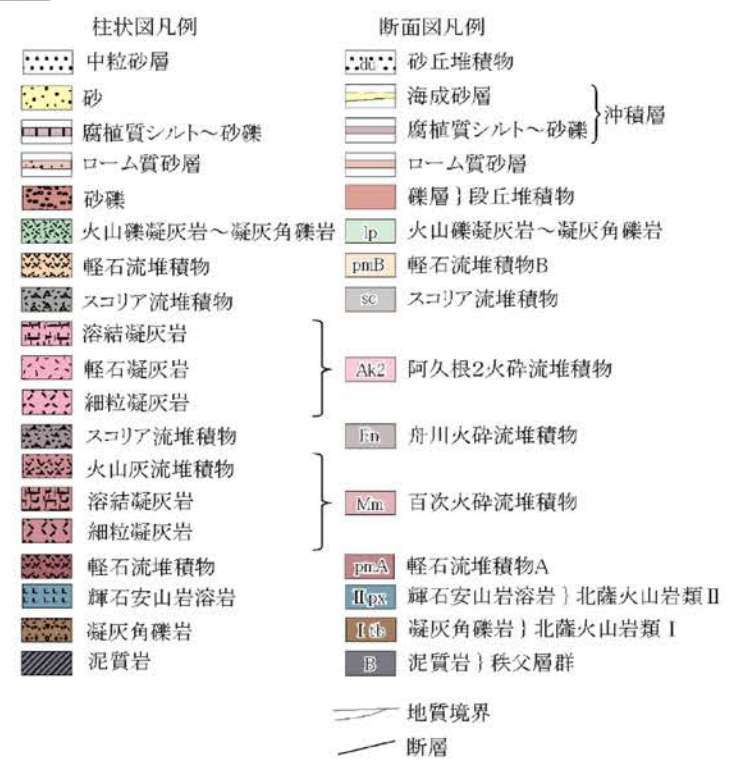 柱状図凡例 断面図凡例
中粒砂層 du 砂丘堆積物
砂 海成砂層
沖積層
腐植質シルト～砂礫 腐植質シルト～砂礫
ローム質砂層 ローム質砂層
砂礫 礫層}段丘堆積物
火山礫凝灰岩～凝灰角礫岩 lp 火山礫凝灰岩～凝灰角礫岩
軽石流堆積物 pmB 軽石流堆積物B
スコリア流堆積物 sc スコリア流堆積物
溶結凝灰岩
軽石凝灰岩 Ak2 阿久根2火砕流堆積物
細粒凝灰岩
スコリア流堆積物 Fn 舟川火砕流堆積物
火山灰流堆積物
溶結凝灰岩 Mm 百次火砕流堆積物
細粒凝灰岩
軽石流堆積物 pmA 軽石流堆積物A
輝石安山岩溶岩 Ⅱpx 輝石安山岩溶岩}北薩火山岩類Ⅱ
凝灰角礫岩 Ⅰtb 凝灰角礫岩}北薩火山岩類Ⅰ
泥質岩 B 泥質岩}秩父層群
地質境界
断層